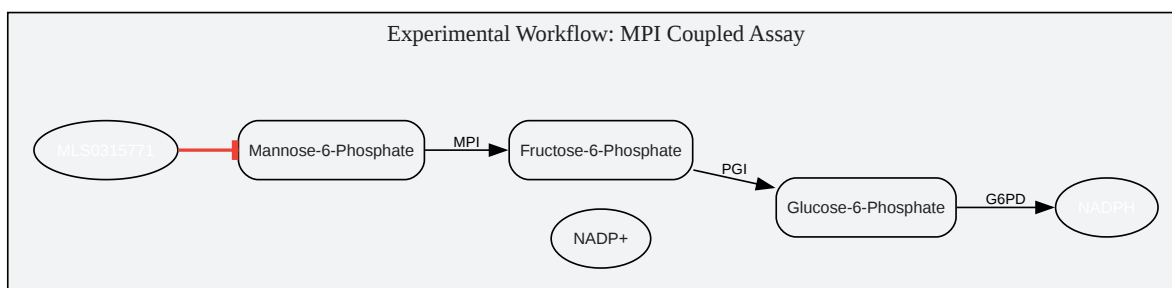 Experimental Workflow: MPI Coupled Assay
MLS0315771
Mannose-6-Phosphate
MPI
Fructose-6-Phosphate
PGI
Glucose-6-Phosphate
G6PD
NADPH
NADP+